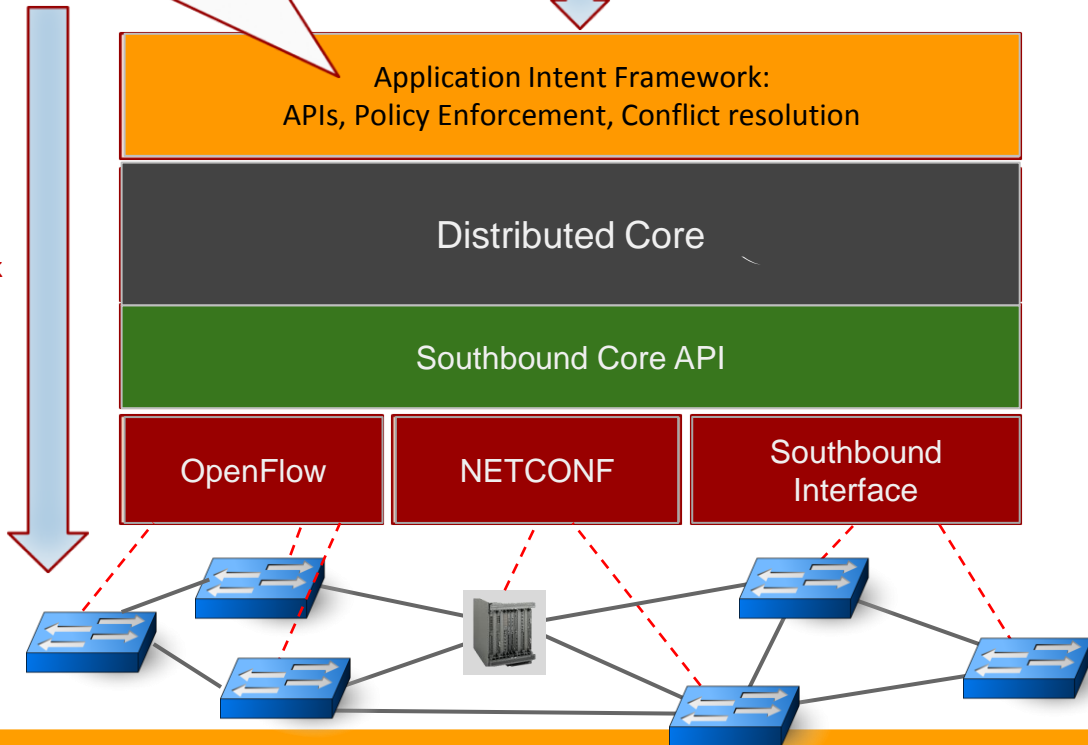 Application Intent Framework:
APIs, Policy Enforcement, Conflict resolution
Distributed Core
Southbound Core API
OpenFlow
NETCONF
Southbound
Interface